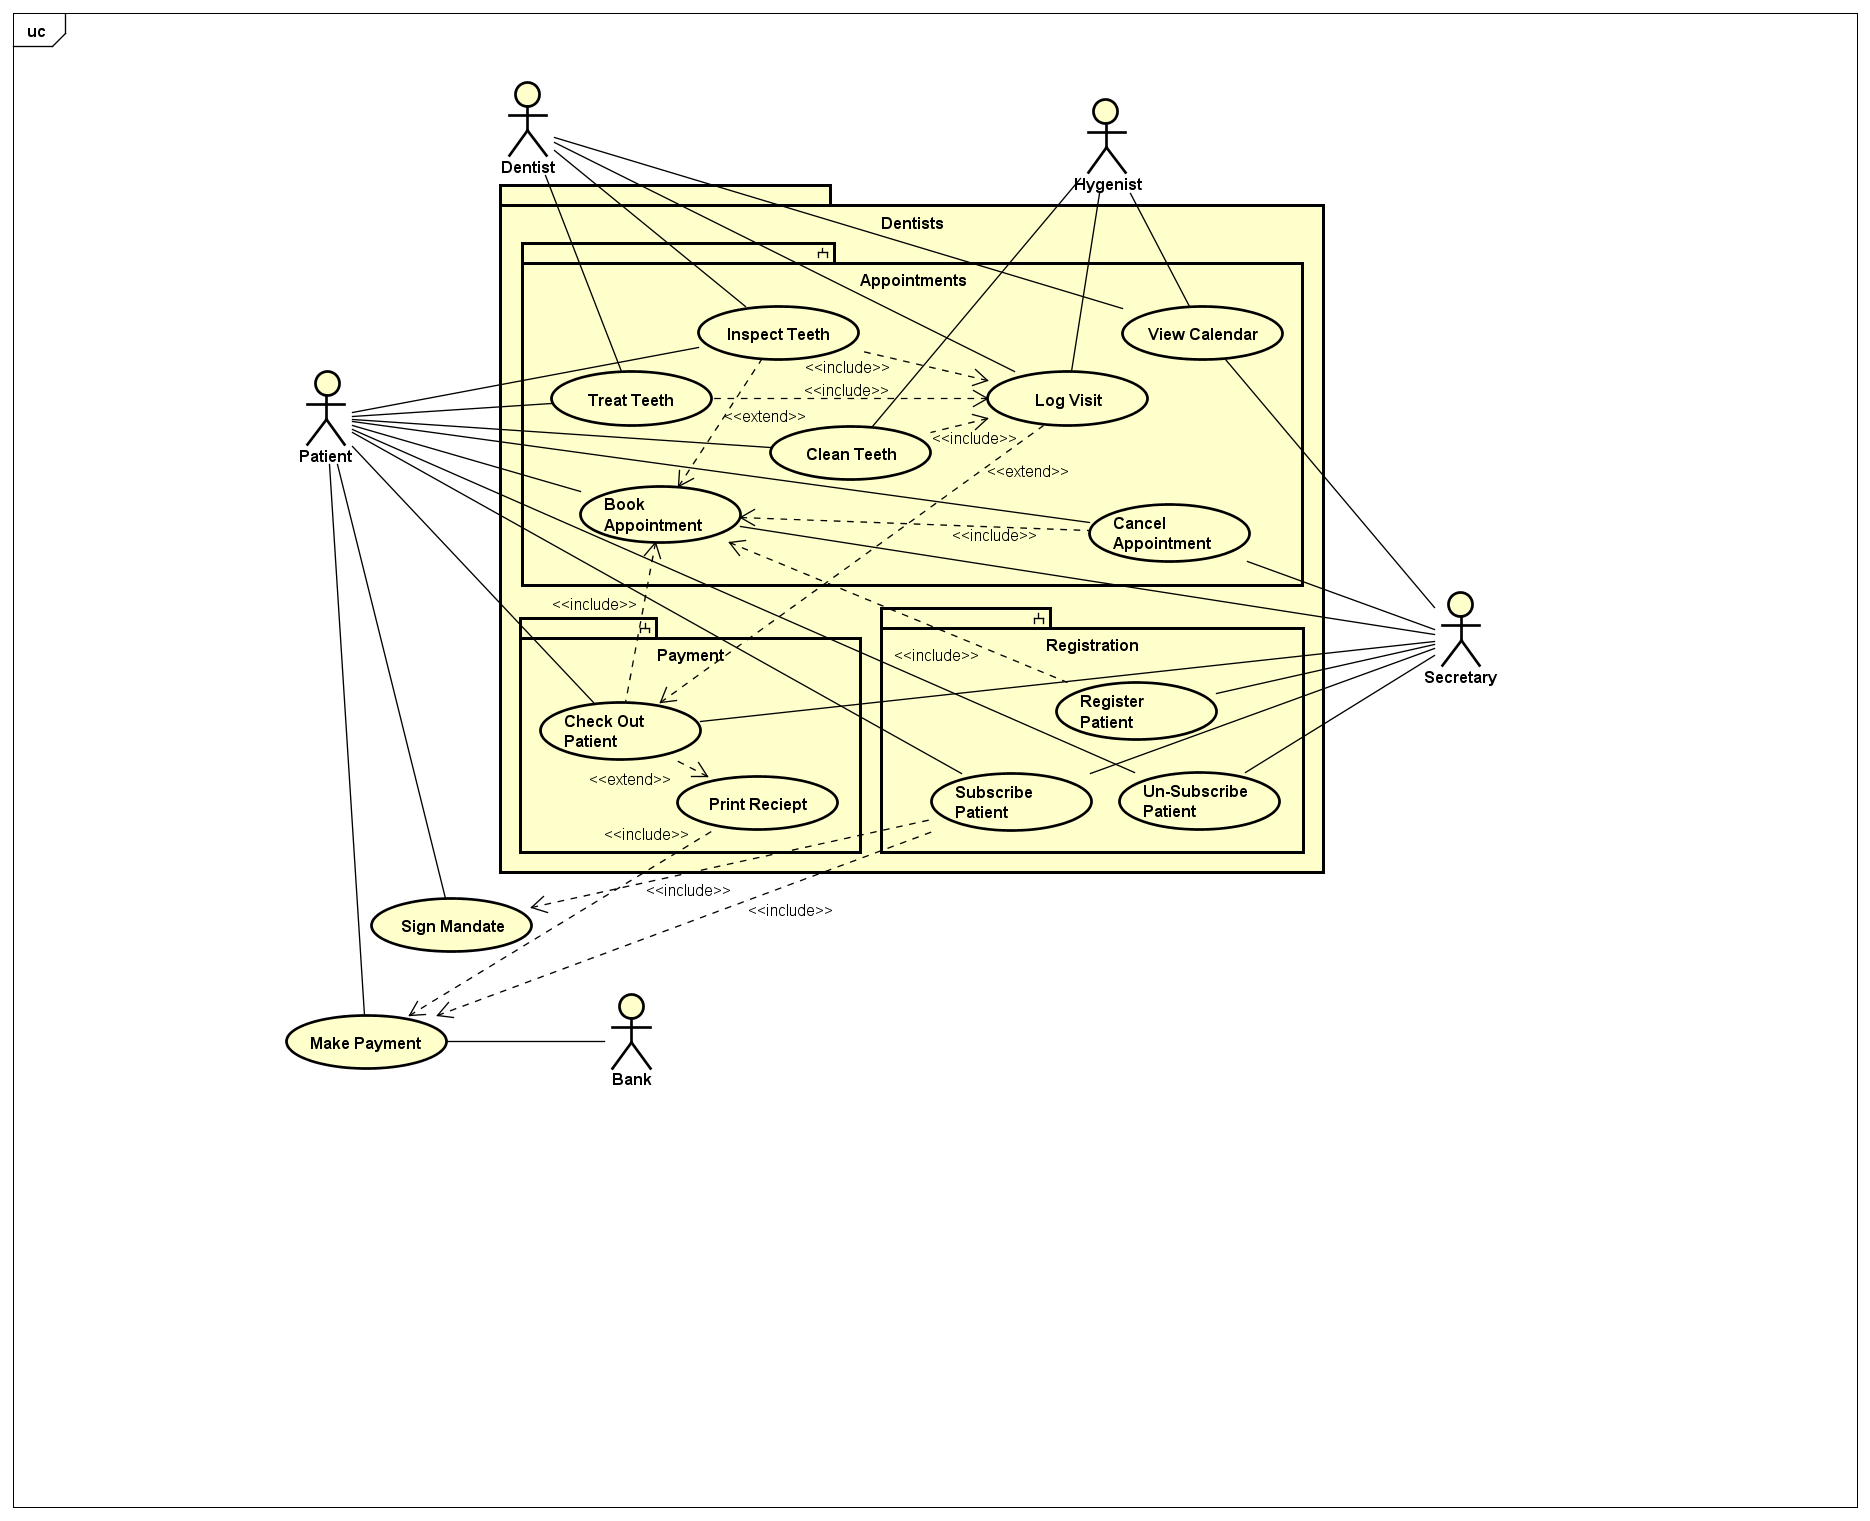 uc
Dentist
Hygenist
Dentists
Appointments
Inspect Teeth
View Calendar
<<include>>
<<include>>
Treat Teeth
Log Visit
<<extend>>
<<include>>
Clean Teeth
Patient
<<extend>>
Book
Appointment
Cancel
Appointment
<<include>>
<<include>>
Payment
Registration
<<include>>
Secretary
Register
Patient
Check Out
Patient
<<extend>>
Print Reciept
Subscribe
Patient
Un-Subscribe
Patient
<<include>>
<<include>>
<<include>>
Sign Mandate
Make Payment
Bank